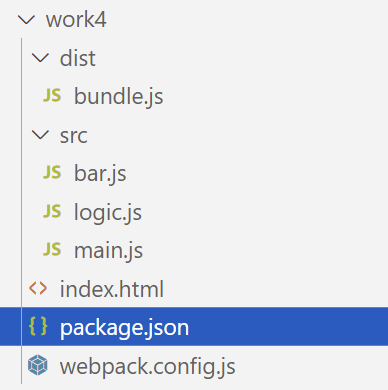 work4
dist
JS bundle.js
src
JS bar.js
JS logic.js
JS main.js
<> index.html
{} package.json
webpack.config.js